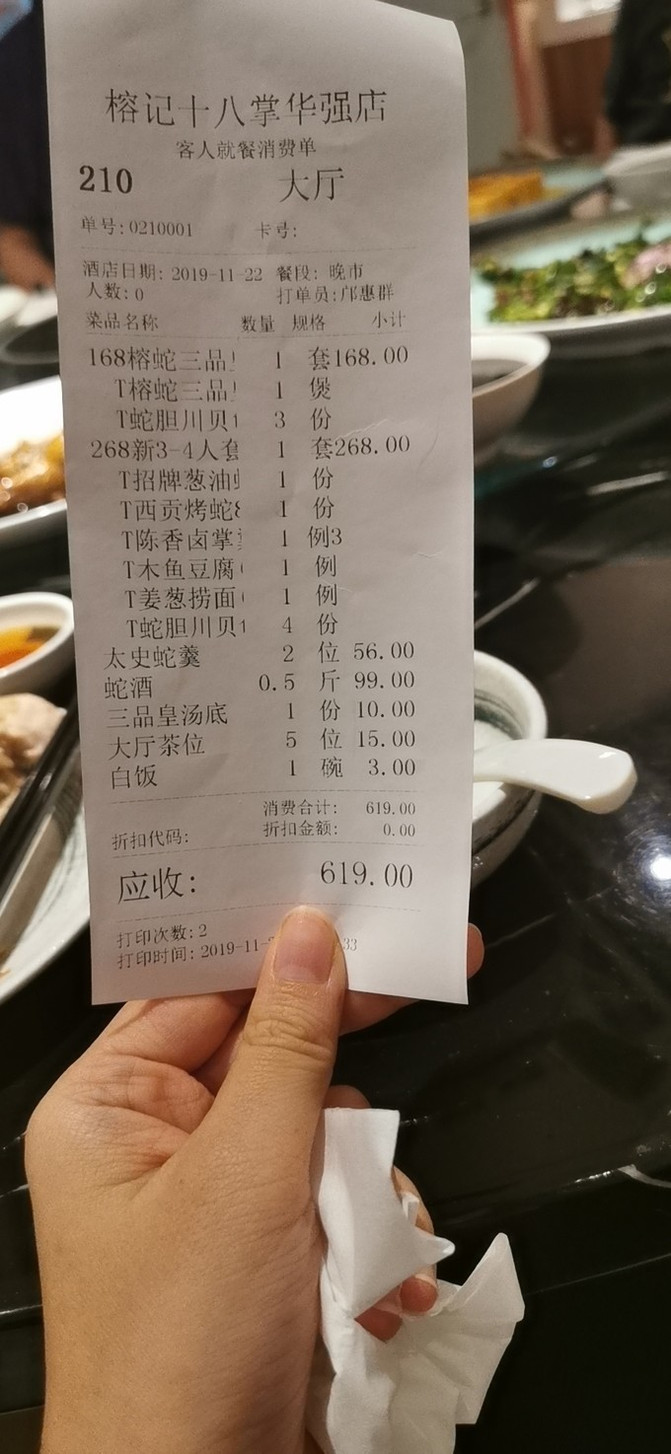 榕记十八掌华强店
客人就餐消费单
210 大厅
单号:0210001 卡号:
酒店日期: 2019-11-22 餐段: 晚市
人数:0 打单员:邝惠群
菜品名称 数量 规格 小计
168榕蛇三品 1 套168.00
T榕蛇三品 1 煲
T蛇胆川贝 3 份
268新3-4人套 1 套268.00
T招牌葱油 1 份
T西贡烤蛇 1 份
T陈香卤掌 1 例3
T木鱼豆腐( 1 例
T姜葱捞面( 1 例
T蛇胆川贝 4 份
太史蛇羹 2 位 56.00
蛇酒 0.5 斤 99.00
三品皇汤底 1 份 10.00
大厅茶位 5 位 15.00
白饭 1 碗 3.00
消费合计: 619.00
折扣代码: 折扣金额: 0.00
应收: 619.00
打印次数:2
打印时间:2019-11- 33